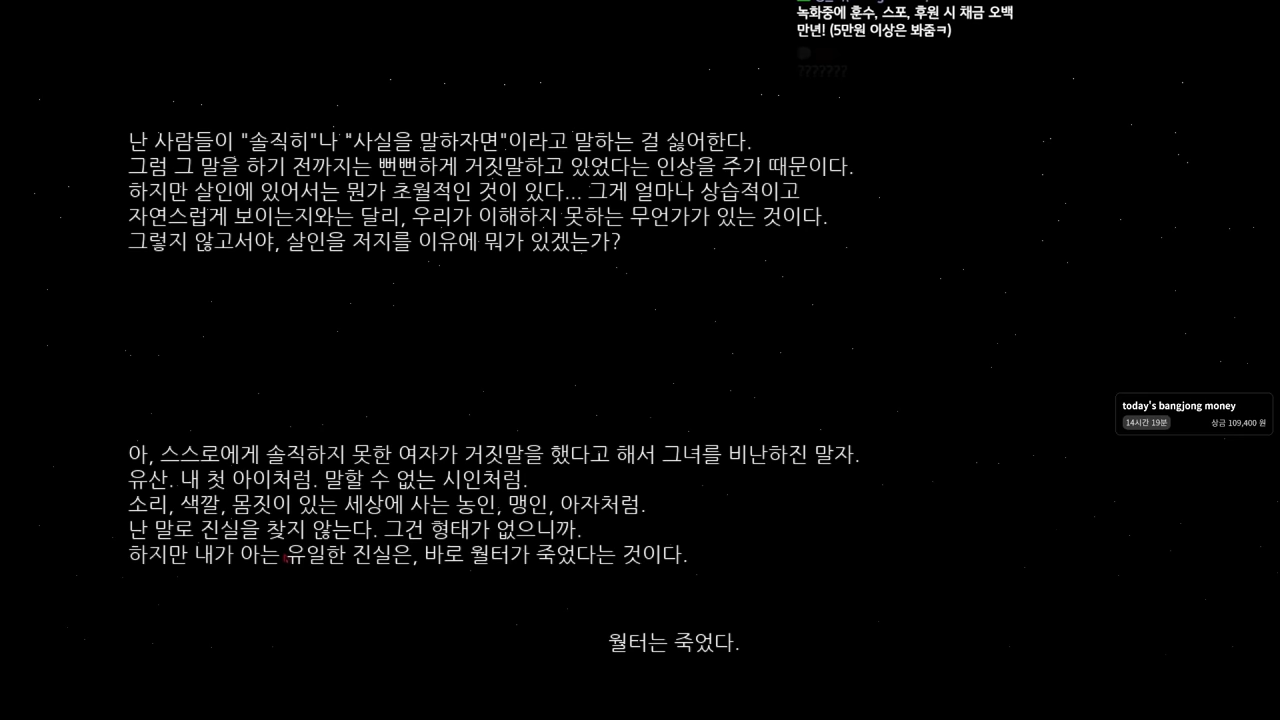 녹화중에 훈수, 스포, 후원 시 채금 오백
만년! (5만원 이상은 봐줌ㅋ)
???????
난 사람들이 "솔직히"나 "사실을 말하자면"이라고 말하는 걸 싫어한다.
그럼 그 말을 하기 전까지는 뻔뻔하게 거짓말하고 있었다는 인상을 주기 때문이다.
하지만 살인에 있어서는 뭔가 초월적인 것이 있다... 그게 얼마나 상습적이고
자연스럽게 보이는지와는 달리, 우리가 이해하지 못하는 무언가가 있는 것이다.
그렇지 않고서야, 살인을 저지를 이유에 뭐가 있겠는가?
today's bangjong money
14시간 19분 상금 109,400 원
아, 스스로에게 솔직하지 못한 여자가 거짓말을 했다고 해서 그녀를 비난하진 말자.
유산. 내 첫 아이처럼. 말할 수 없는 시인처럼.
소리, 색깔, 몸짓이 있는 세상에 사는 농인, 맹인, 아자처럼.
난 말로 진실을 찾지 않는다. 그건 형태가 없으니까.
하지만 내가 아는 유일한 진실은, 바로 월터가 죽었다는 것이다.
월터는 죽었다.